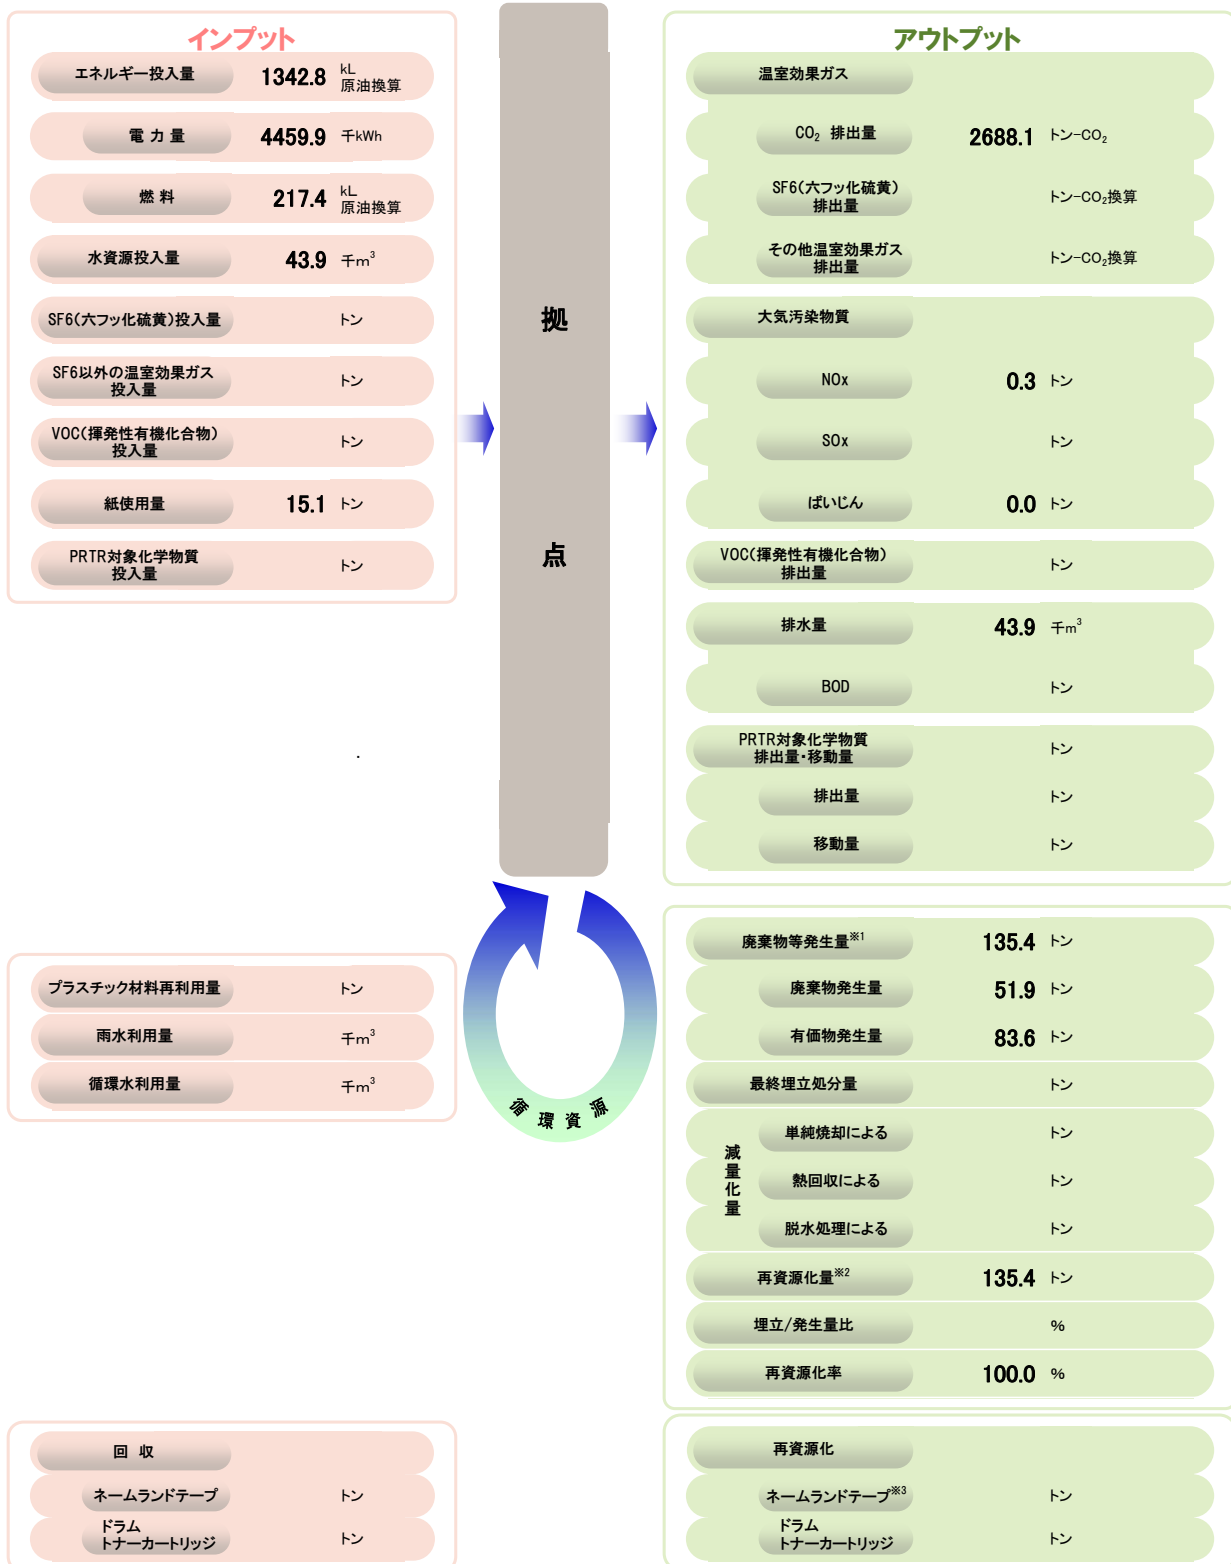 インプット
エネルギー投入量 1342.8 kL
原油換算
電 力 量 4459.9 千kWh
燃 料 217.4 kL
原油換算
水資源投入量 43.9 千m³
SF6(六フッ化硫黄)投入量 トン
SF6以外の温室効果ガス
投入量 トン
VOC(揮発性有機化合物)
投入量 トン
紙使用量 15.1 トン
PRTR対象化学物質
投入量 トン
拠
点
アウトプット
温室効果ガス
CO₂ 排出量 2688.1 トン-CO₂
SF6(六フッ化硫黄)
排出量 トン-CO₂換算
その他温室効果ガス
排出量 トン-CO₂換算
大気汚染物質
NOx 0.3 トン
SOx トン
ばいじん 0.0 トン
VOC(揮発性有機化合物)
排出量 トン
排水量 43.9 千m³
BOD トン
PRTR対象化学物質
排出量・移動量 トン
排出量 トン
移動量 トン
プラスチック材料再利用量 トン
雨水利用量 千m³
循環水利用量 千m³
循環資源
廃棄物等発生量※1 135.4 トン
廃棄物発生量 51.9 トン
有価物発生量 83.6 トン
最終埋立処分量 トン
減量化量
単純焼却による トン
熱回収による トン
脱水処理による トン
再資源化量※2 135.4 トン
埋立/発生量比 %
再資源化率 100.0 %
回 収
ネームランドテープ トン
ドラム
トナーカートリッジ トン
再資源化
ネームランドテープ※3 トン
ドラム
トナーカートリッジ トン